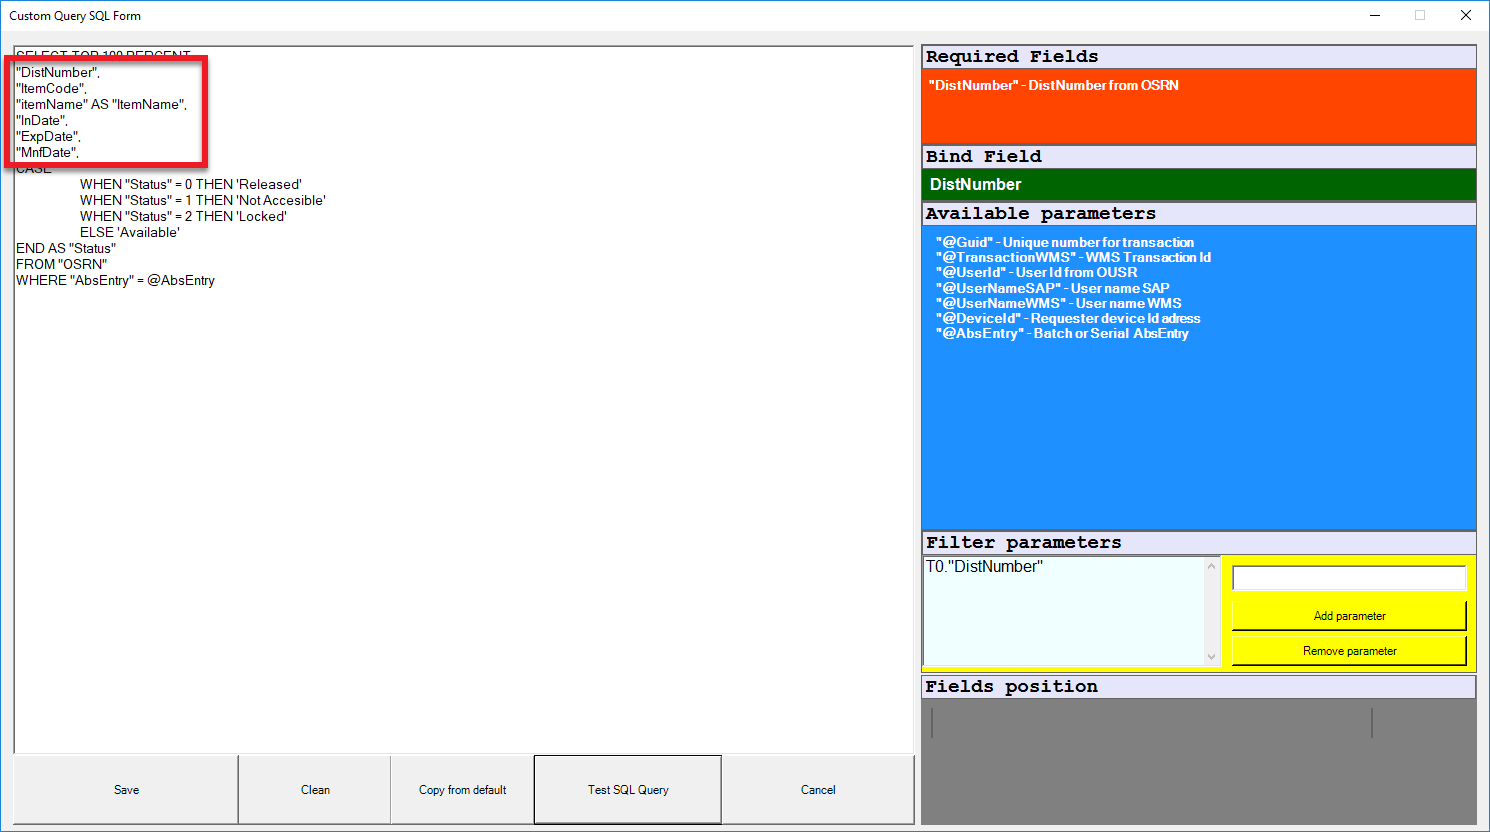 Custom Query SQL Form
SELECT TOP 100 PERCENT
"DistNumber",
"ItemCode",
"itemName" AS "ItemName",
"InDate",
"ExpDate",
"MnfDate",
CASE
WHEN "Status" = 0 THEN 'Released'
WHEN "Status" = 1 THEN 'Not Accesible'
WHEN "Status" = 2 THEN 'Locked'
ELSE 'Available'
END AS "Status"
FROM "OSRN"
WHERE "AbsEntry" = @AbsEntry
Save
Clean
Copy from default
Test SQL Query
Cancel
Required Fields
"DistNumber" - DistNumber from OSRN
Bind Field
DistNumber
Available parameters
"@Guid" - Unique number for transaction
"@TransactionWMS" - WMS Transaction Id
"@UserId" - User Id from OUSR
"@UserNameSAP" - User name SAP
"@UserNameWMS" - User name WMS
"@DeviceId" - Requester device Id adress
"@AbsEntry" - Batch or Serial AbsEntry
Filter parameters
T0."DistNumber"
Add parameter
Remove parameter
Fields position